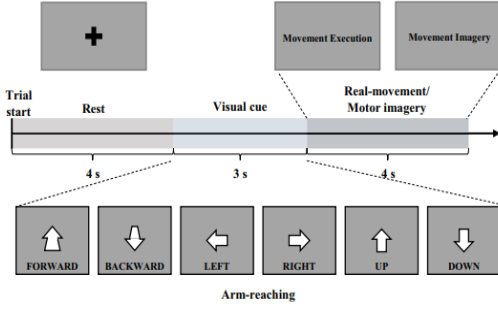 Movement Execution
Movement Imagery
Trial
start
Rest
Visual cue
Real-movement/
Motor imagery
4 s
3 s
4 s
FORWARD
BACKWARD
LEFT
RIGHT
UP
DOWN
Arm-reaching